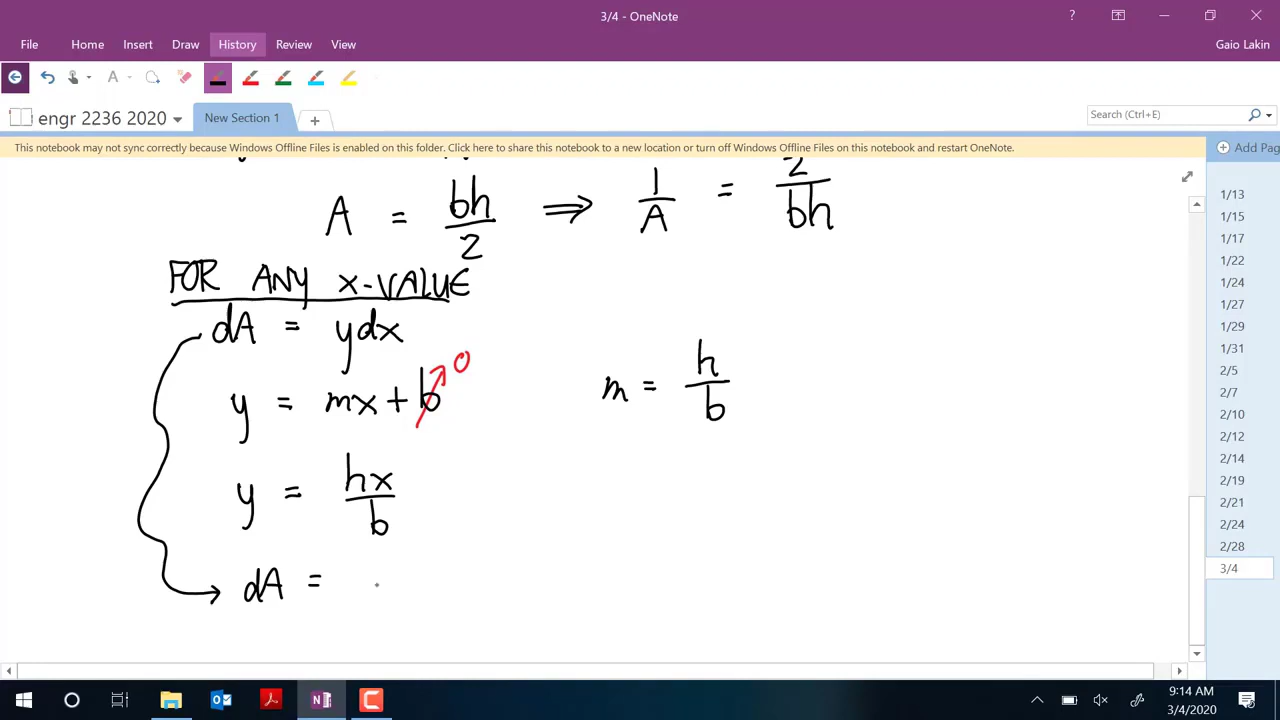 3/4 - OneNote
?
File Home Insert Draw History Review View Gaio Lakin
engr 2236 2020 New Section 1 +
Search (Ctrl+E)
This notebook may not sync correctly because Windows Offline Files is enabled on this folder. Click here to share this notebook to a new location or turn off Windows Offline Files on this notebook and restart OneNote.
Add Pag
A = bh/2 ⇒ 1/A = 2/bh
FOR ANY X-VALUE
dA = ydx
y = mx + b 0
m = h/b
y = hx/b
dA =
1/13
1/15
1/17
1/22
1/24
1/27
1/29
1/31
2/5
2/7
2/10
2/12
2/14
2/19
2/21
2/24
2/28
3/4
9:14 AM
3/4/2020